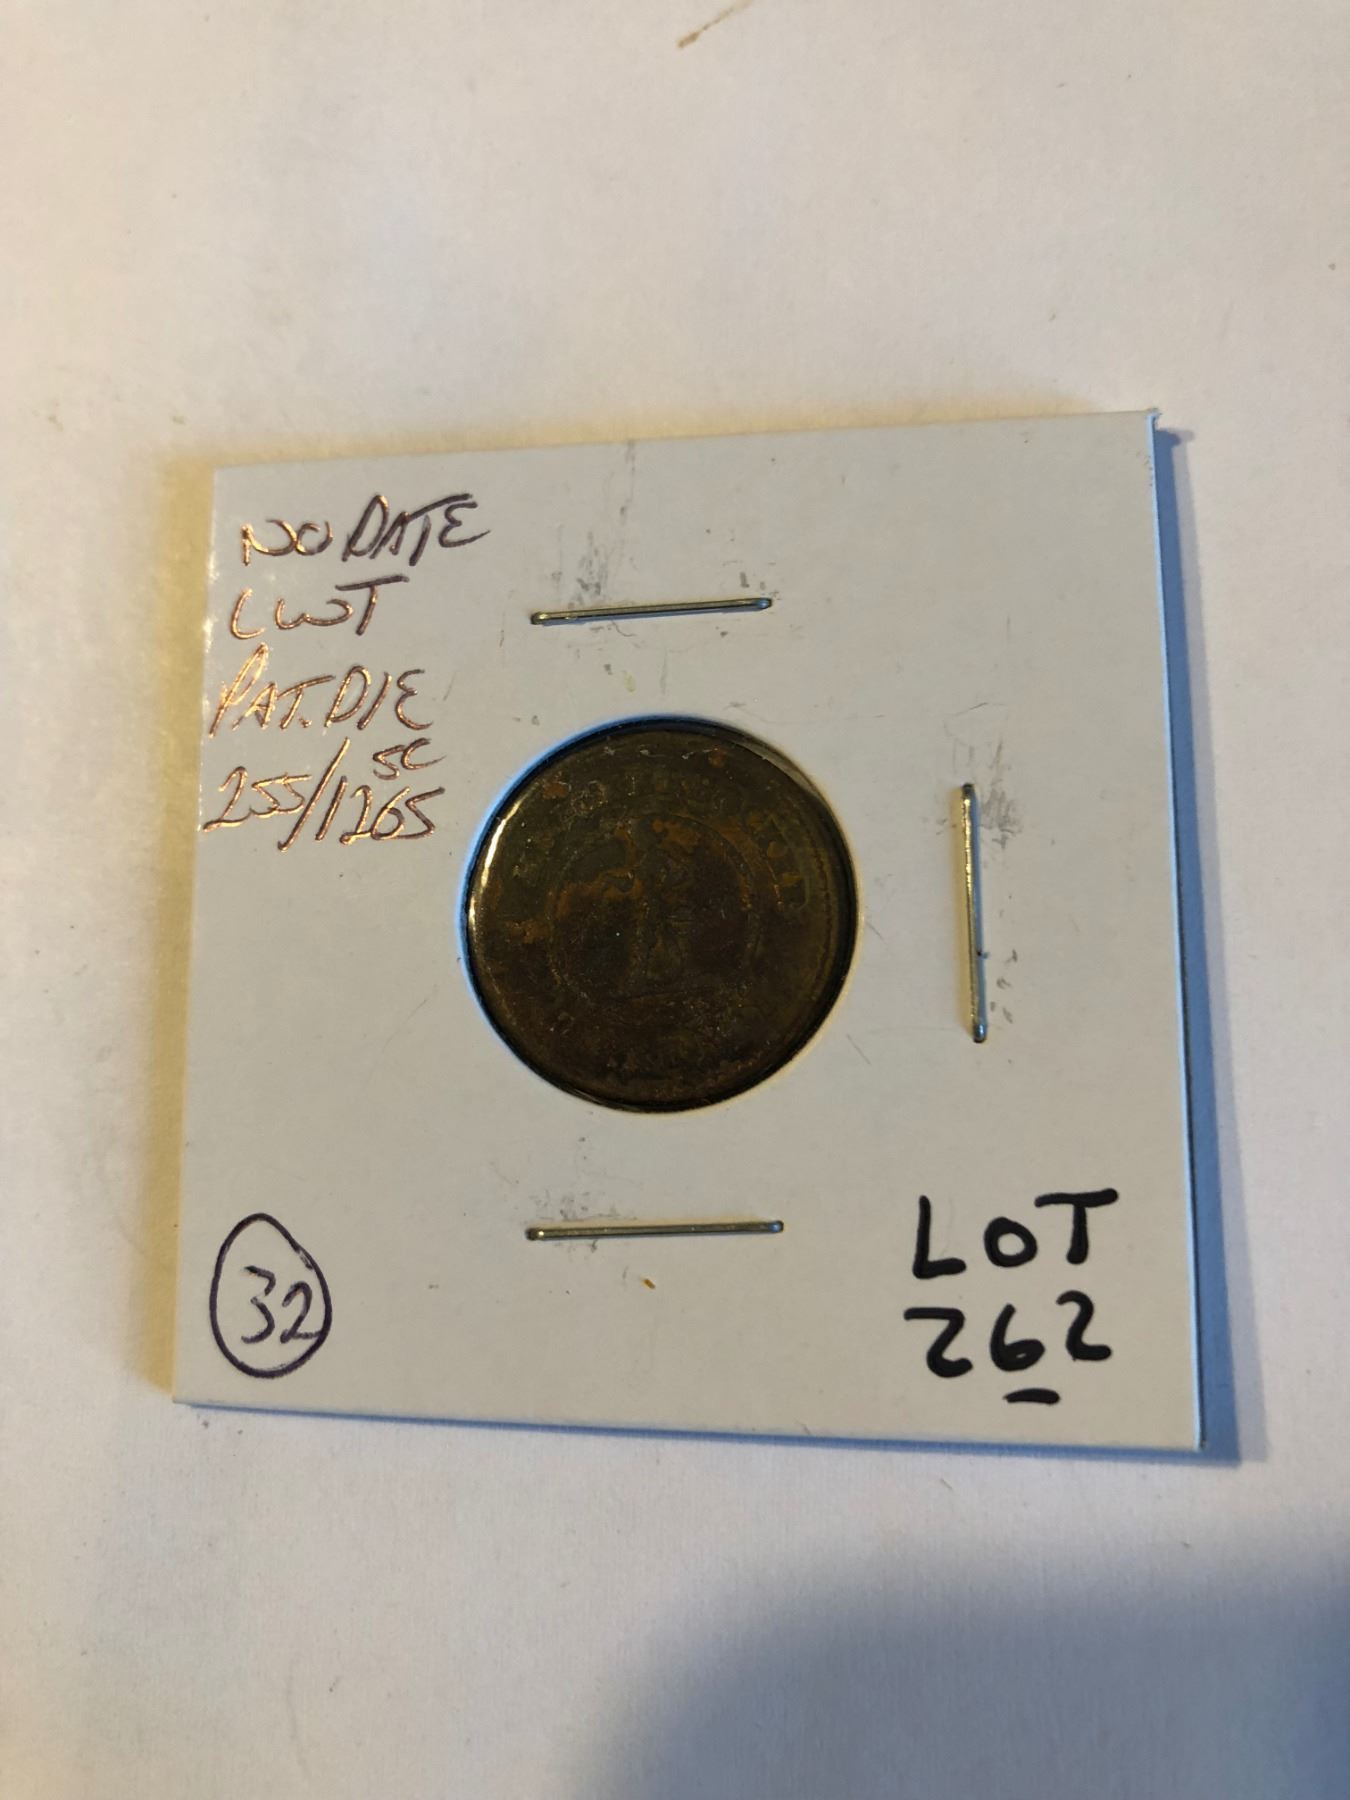 NO DATE
CWT
PAT. DIE
255/1265 SC
32
LOT
262